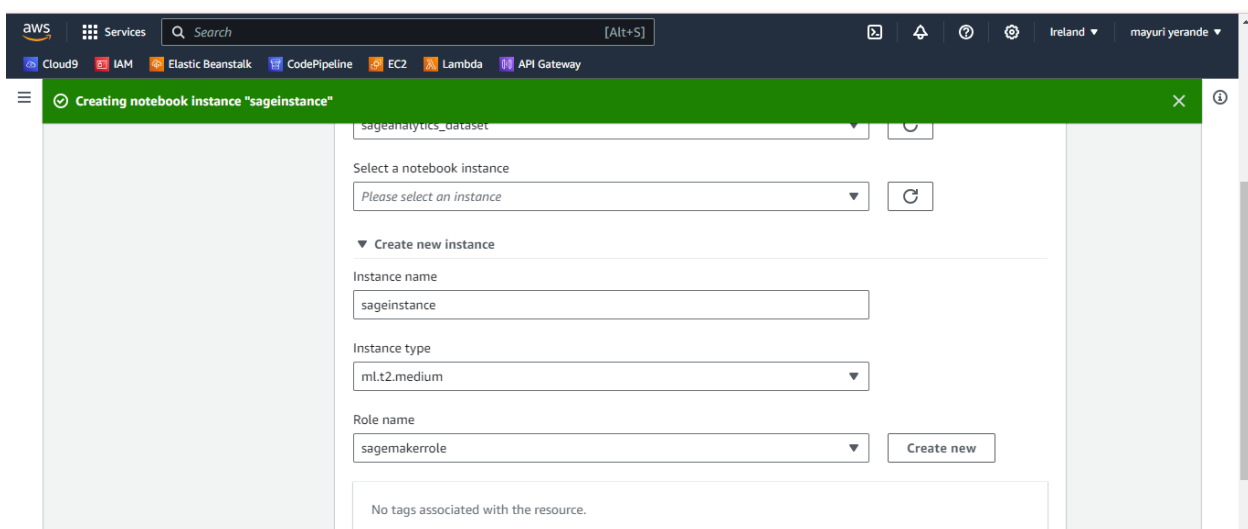 aws Services Search [Alt+S] Ireland ▼ mayuri yerande ▼
Cloud9 IAM Elastic Beanstalk CodePipeline EC2 Lambda API Gateway
Creating notebook instance "sageinstance"
sageanalytics_dataset
Select a notebook instance
Please select an instance
▼ Create new instance
Instance name
sageinstance
Instance type
ml.t2.medium
Role name
sagemakerrole Create new
No tags associated with the resource.